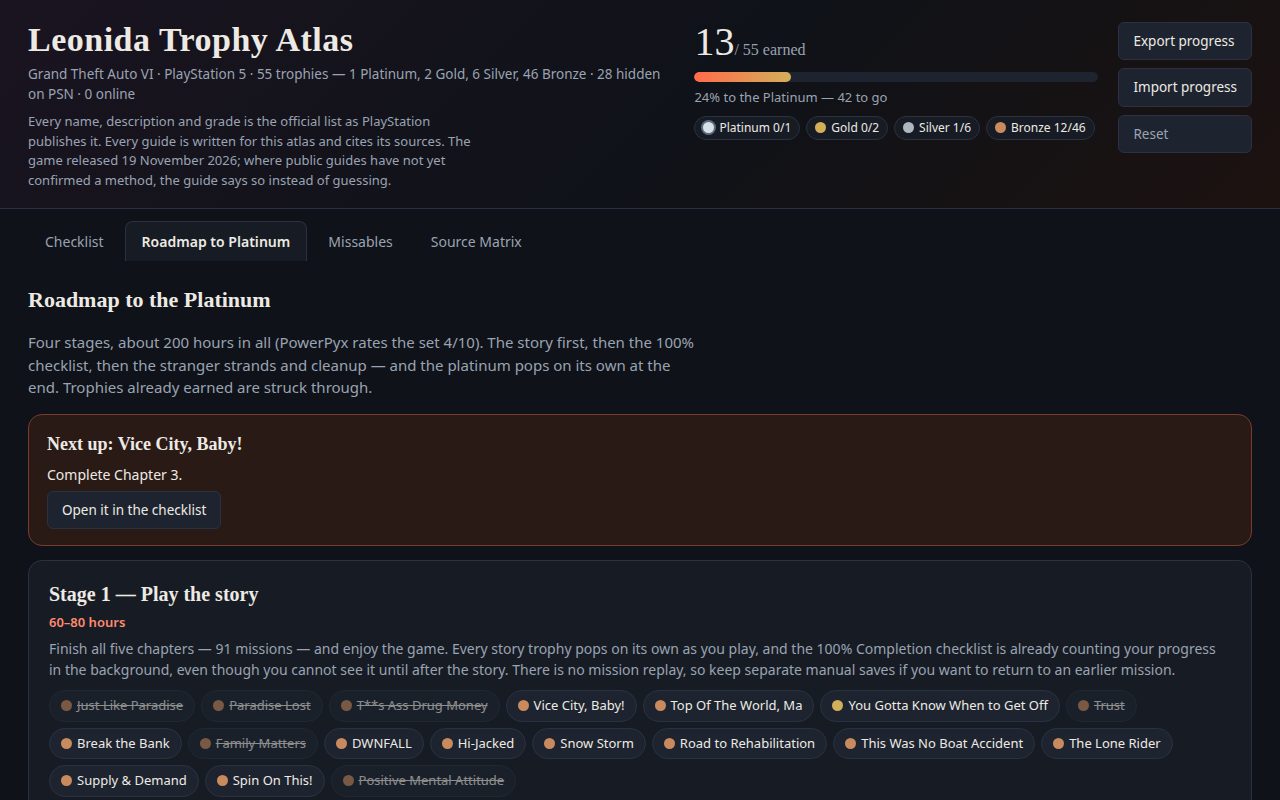 Leonida Trophy Atlas
Grand Theft Auto VI · PlayStation 5 · 55 trophies — 1 Platinum, 2 Gold, 6 Silver, 46 Bronze · 28 hidden
on PSN · 0 online
Every name, description and grade is the official list as PlayStation
publishes it. Every guide is written for this atlas and cites its sources. The
game released 19 November 2026; where public guides have not yet
confirmed a method, the guide says so instead of guessing.
13/ 55 earned
24% to the Platinum — 42 to go
Platinum 0/1 Gold 0/2 Silver 1/6 Bronze 12/46
Export progress
Import progress
Reset
Checklist Roadmap to Platinum Missables Source Matrix
Roadmap to the Platinum
Four stages, about 200 hours in all (PowerPyx rates the set 4/10). The story first, then the 100%
checklist, then the stranger strands and cleanup — and the platinum pops on its own at the
end. Trophies already earned are struck through.
Next up: Vice City, Baby!
Complete Chapter 3.
Open it in the checklist
Stage 1 — Play the story
60–80 hours
Finish all five chapters — 91 missions — and enjoy the game. Every story trophy pops on its own as you play, and the 100% Completion checklist is already counting your progress
in the background, even though you cannot see it until after the story. There is no mission replay, so keep separate manual saves if you want to return to an earlier mission.
Just Like Paradise Paradise Lost T**s Ass Drug Money Vice City, Baby! Top Of The World, Ma You Gotta Know When to Get Off Trust
Break the Bank Family Matters DWNFALL Hi-Jacked Snow Storm Road to Rehabilitation This Was No Boat Accident The Lone Rider
Supply & Demand Spin On This! Positive Mental Attitude